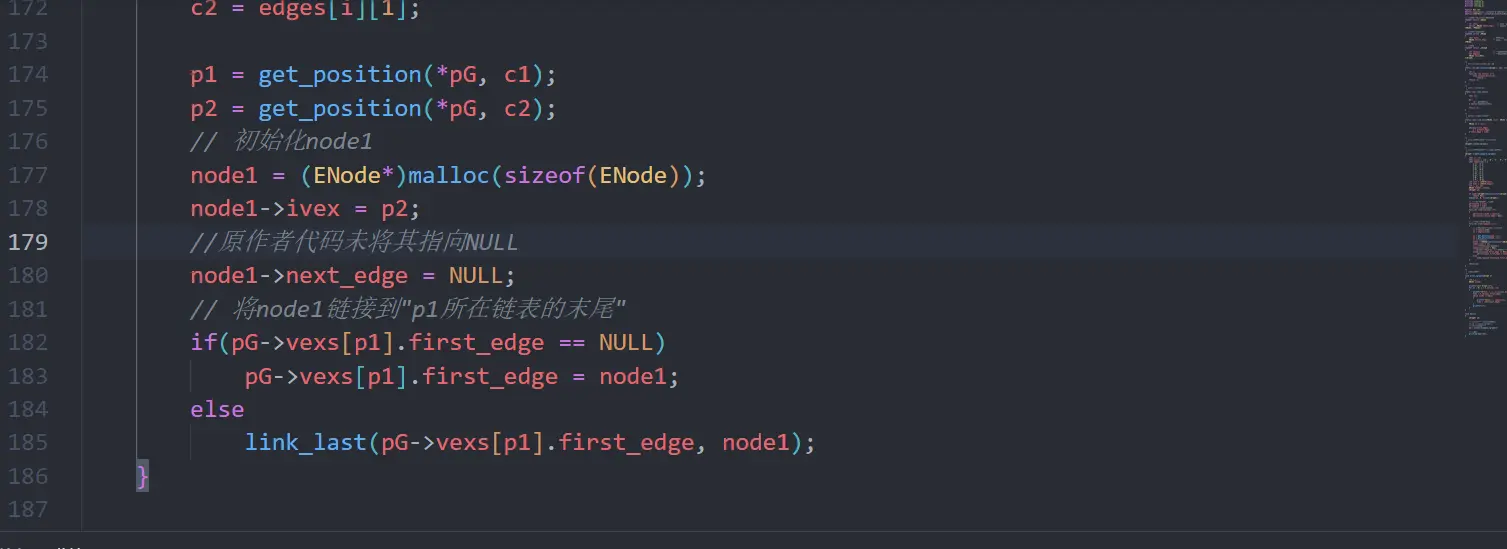 172 c2 = edges[i][1];
173
174 p1 = get_position(*pG, c1);
175 p2 = get_position(*pG, c2);
176 // 初始化node1
177 node1 = (ENode*)malloc(sizeof(ENode));
178 node1->ivex = p2;
179 //原作者代码未将其指向NULL
180 node1->next_edge = NULL;
181 // 将node1链接到"p1所在链表的末尾"
182 if(pG->vexs[p1].first_edge == NULL)
183 pG->vexs[p1].first_edge = node1;
184 else
185 link_last(pG->vexs[p1].first_edge, node1);
186 }
187